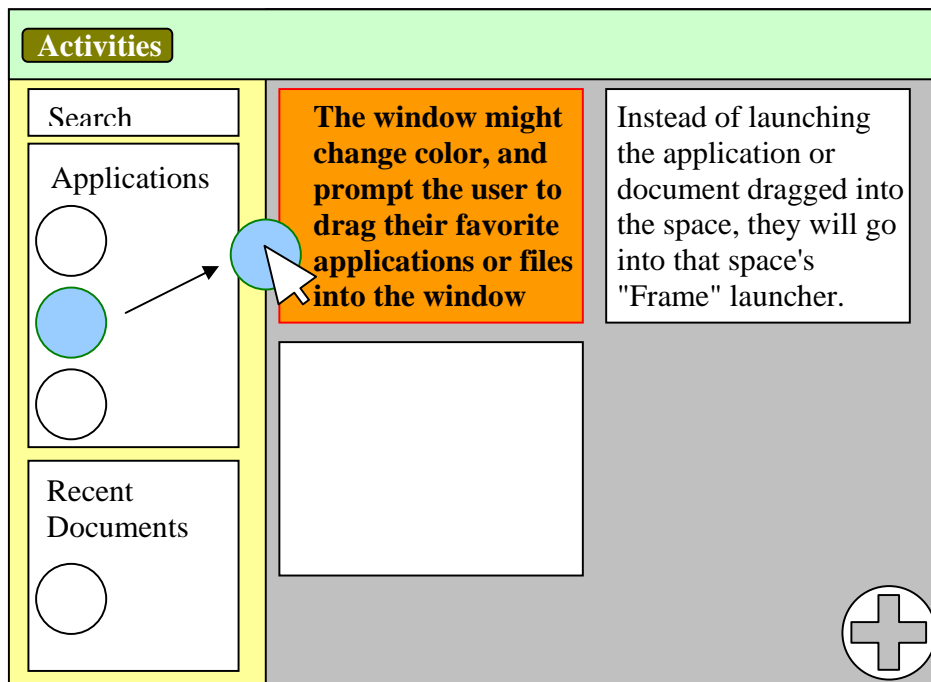 Activities
Search
Applications
Recent
Documents
The window might
change color, and
prompt the user to
drag their favorite
applications or files
into the window
Instead of launching
the application or
document dragged into
the space, they will go
into that space's
"Frame" launcher.